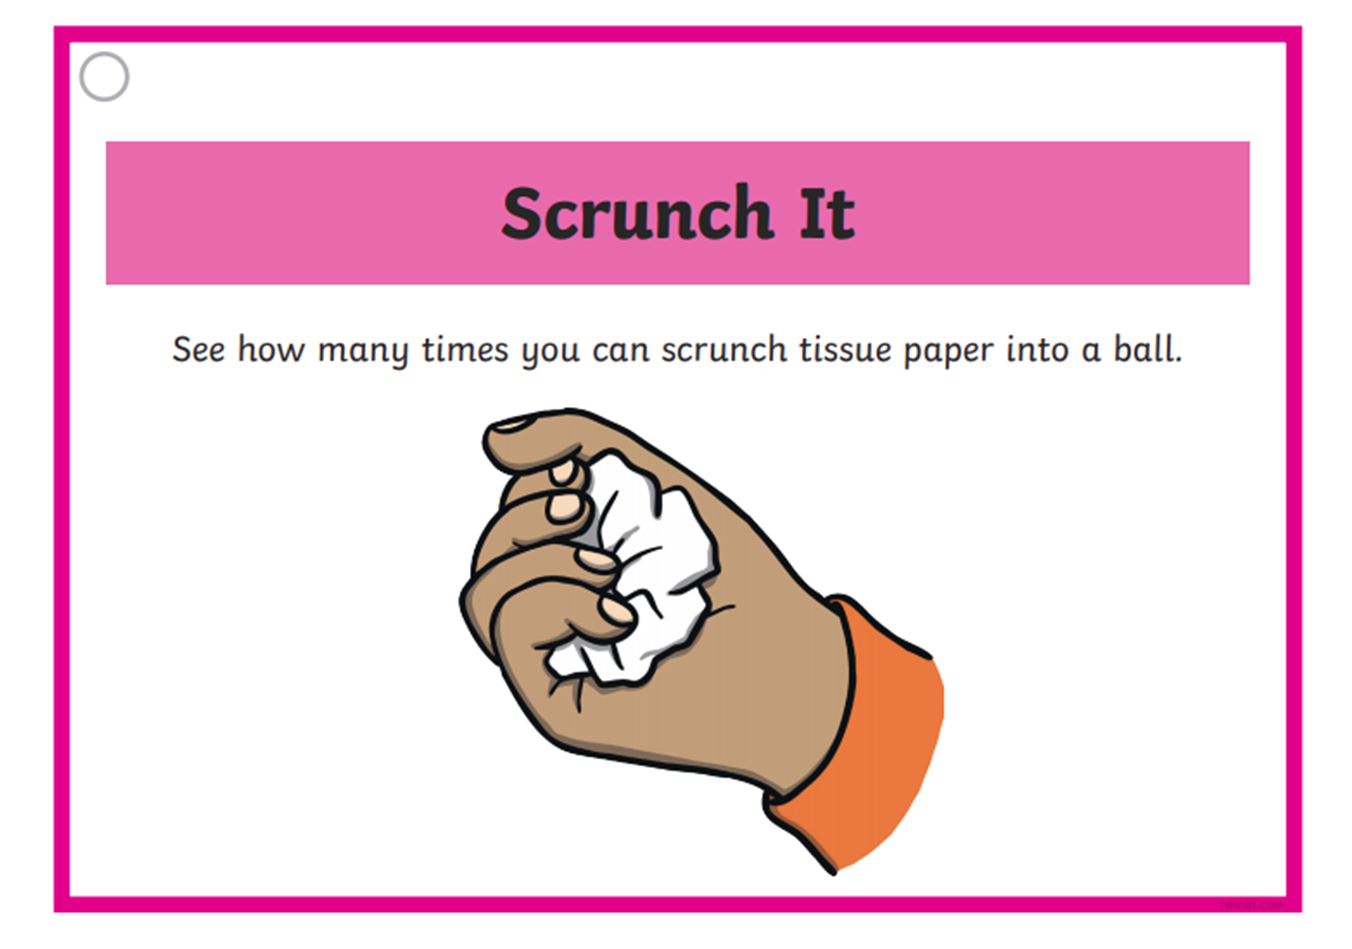 Scrunch It
See how many times you can scrunch tissue paper into a ball.